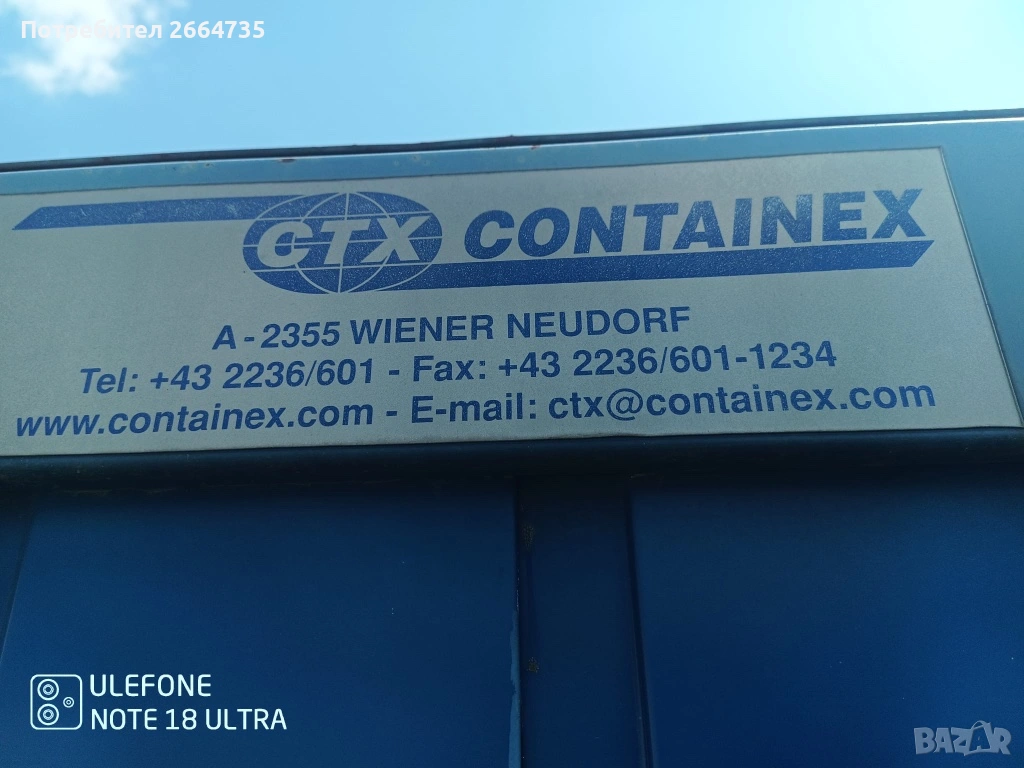 Потребител 2664735
CTX CONTAINEX
A-2355 WIENER NEUDORF
Tel: +43 2236/601 - Fax: +43 2236/601-1234
www.containex.com - E-mail: ctx@containex.com
ULEFONE
NOTE 18 ULTRA
BAZAR